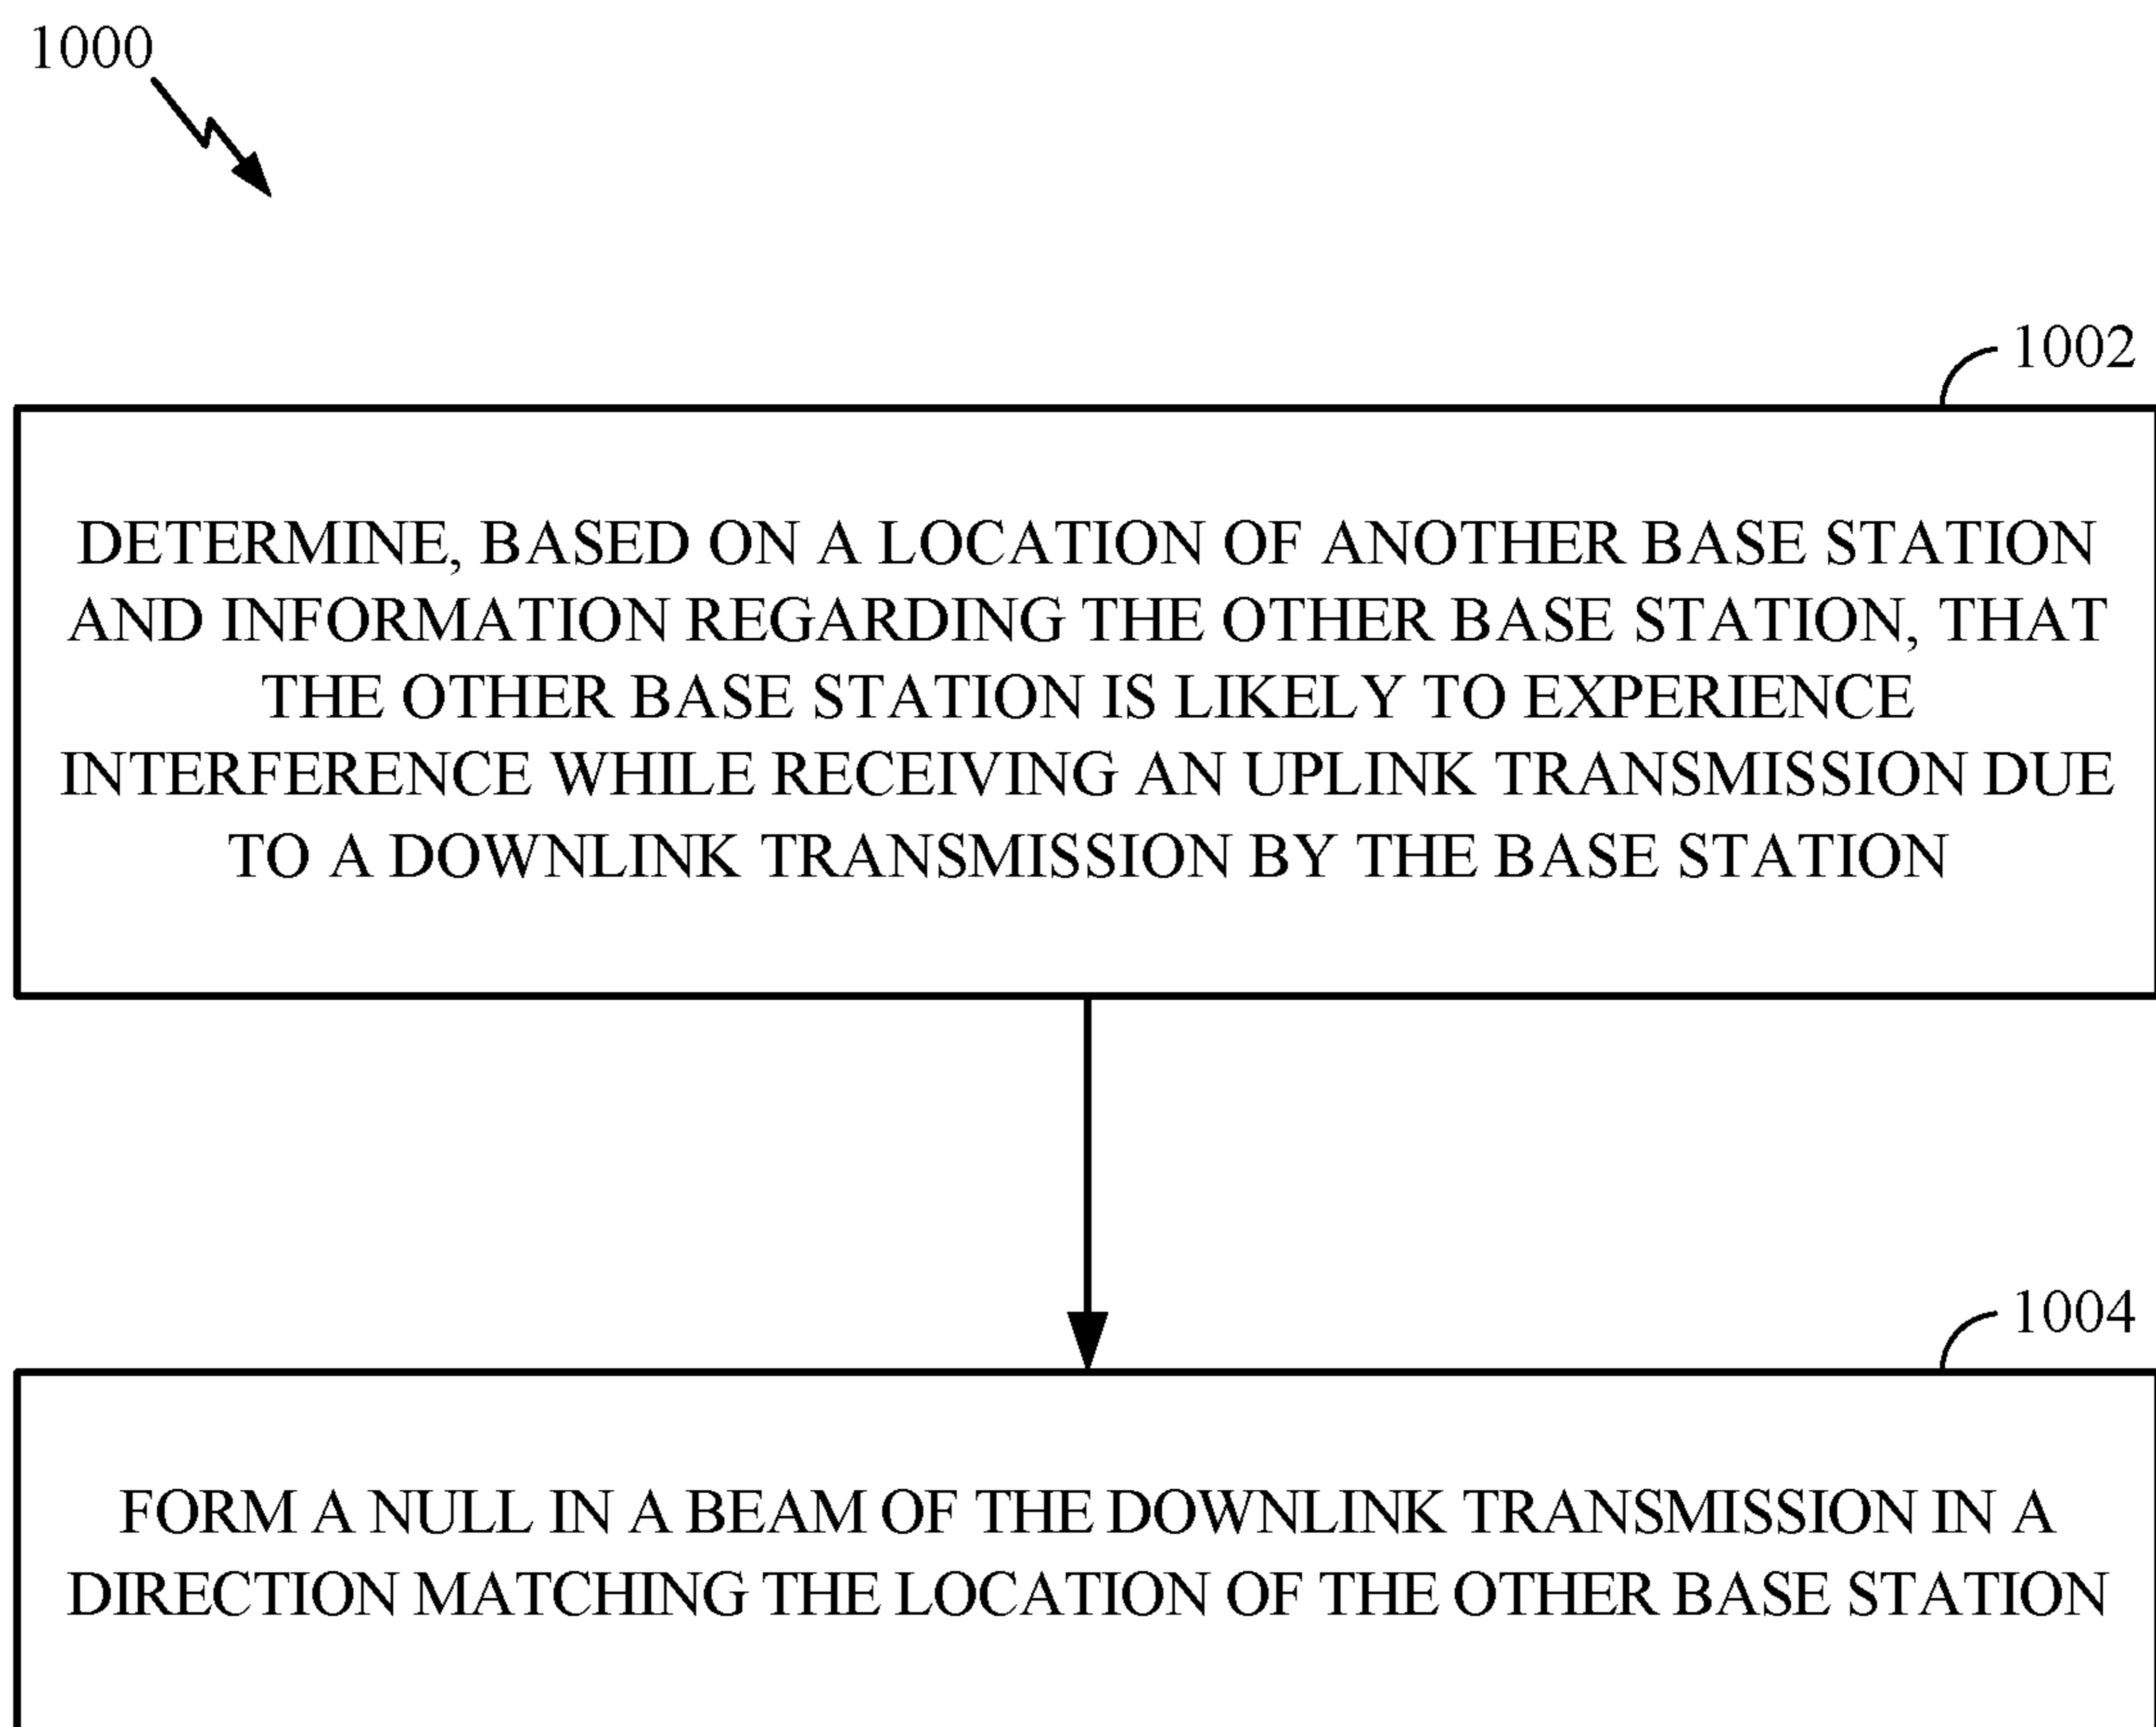 1000
1002
DETERMINE, BASED ON A LOCATION OF ANOTHER BASE STATION
AND INFORMATION REGARDING THE OTHER BASE STATION, THAT
THE OTHER BASE STATION IS LIKELY TO EXPERIENCE
INTERFERENCE WHILE RECEIVING AN UPLINK TRANSMISSION DUE
TO A DOWNLINK TRANSMISSION BY THE BASE STATION
1004
FORM A NULL IN A BEAM OF THE DOWNLINK TRANSMISSION IN A
DIRECTION MATCHING THE LOCATION OF THE OTHER BASE STATION